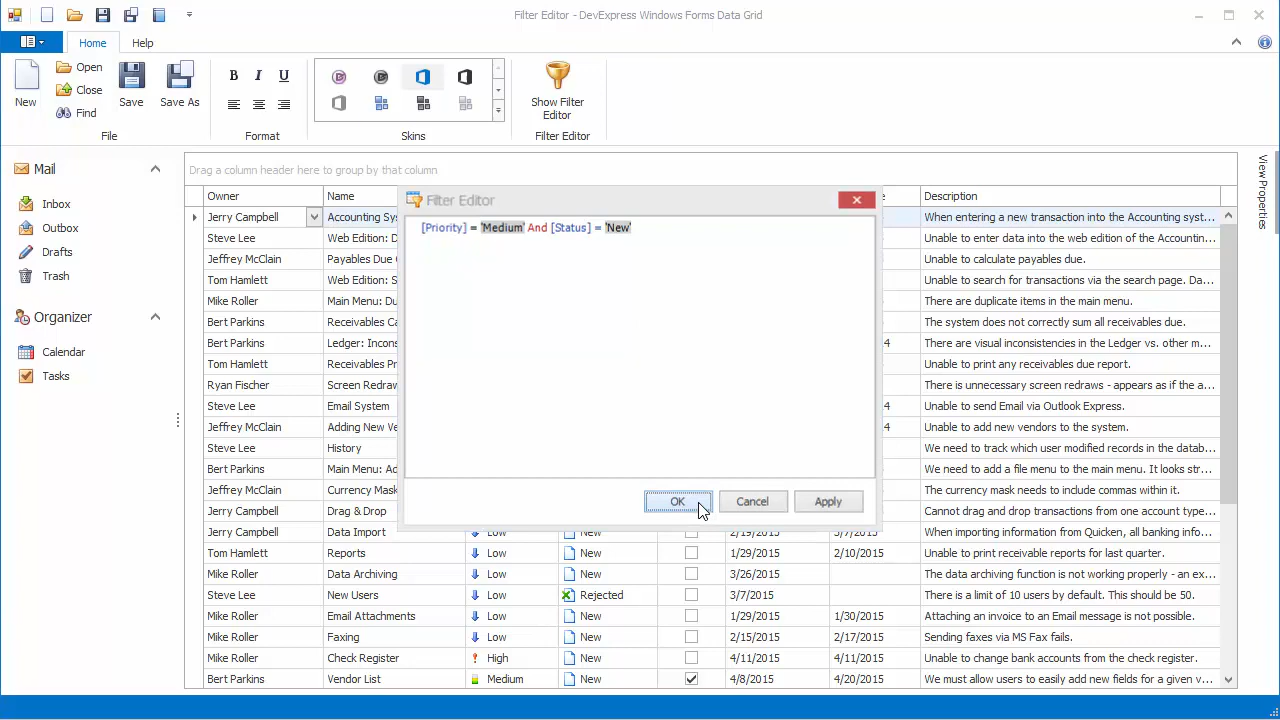 Filter Editor - DevExpress Windows Forms Data Grid
Home Help
New Open Close Find Save Save As B I U Show Filter Editor
File Format Skins Filter Editor
Mail
Inbox
Outbox
Drafts
Trash
Organizer
Calendar
Tasks
View Properties
Drag a column header here to group by that column
Owner Name Description
Jerry Campbell Accounting Sy When entering a new transaction into the Accounting syst...
Steve Lee Web Edition: D Unable to enter data into the web edition of the Accountin...
Jeffrey McClain Payables Due C Unable to calculate payables due.
Tom Hamlett Web Edition: S Unable to search for transactions via the search page. Da...
Mike Roller Main Menu: Du There are duplicate items in the main menu.
Bert Parkins Receivables Ca The system does not correctly sum all receivables due.
Bert Parkins Ledger: Incons 4 There are visual inconsistencies in the Ledger vs. other m...
Tom Hamlett Receivables Pr Unable to print any receivables due report.
Ryan Fischer Screen Redraw There is unnecessary screen redraws - appears as if the a...
Steve Lee Email System 4 Unable to send Email via Outlook Express.
Jeffrey McClain Adding New Ve 4 Unable to add new vendors to the system.
Steve Lee History We need to track which user modified records in the datab...
Bert Parkins Main Menu: Ad We need to add a file menu to the main menu. It looks str...
Jeffrey McClain Currency Mask The currency mask needs to include commas within it.
Jerry Campbell Drag & Drop Cannot drag and drop transactions from one account type...
Jerry Campbell Data Import Low New 2/19/2015 3/7/2015 When importing information from Quicken, all banking info...
Tom Hamlett Reports Low New 1/29/2015 2/10/2015 Unable to print receivable reports for last quarter.
Mike Roller Data Archiving Low New 3/26/2015 The data archiving function is not working properly - an ex...
Steve Lee New Users Low Rejected 3/7/2015 There is a limit of 10 users by default. This should be 50.
Mike Roller Email Attachments Low New 1/29/2015 1/30/2015 Attaching an invoice to an Email message is not possible.
Mike Roller Faxing Low New 2/15/2015 2/17/2015 Sending faxes via MS Fax fails.
Mike Roller Check Register High New 4/11/2015 4/11/2015 Unable to change bank accounts from the check register.
Bert Parkins Vendor List Medium New 4/8/2015 4/20/2015 We must allow users to easily add new fields for a given v...
Filter Editor
[Priority] = 'Medium' And [Status] = 'New'
OK Cancel Apply